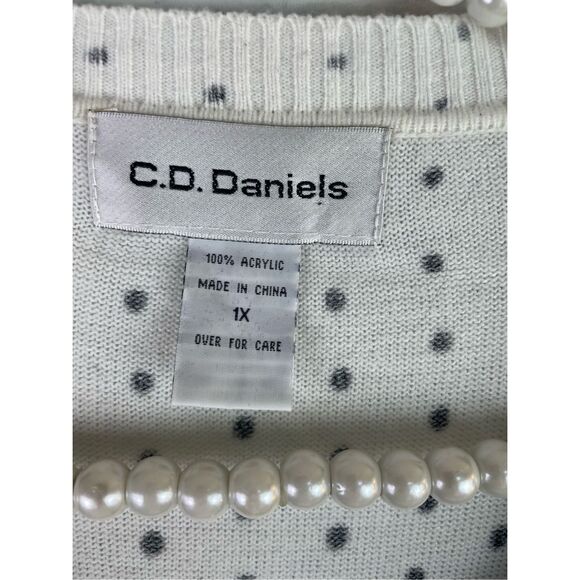 C.D. Daniels
100% ACRYLIC
MADE IN CHINA
1X
OVER FOR CARE